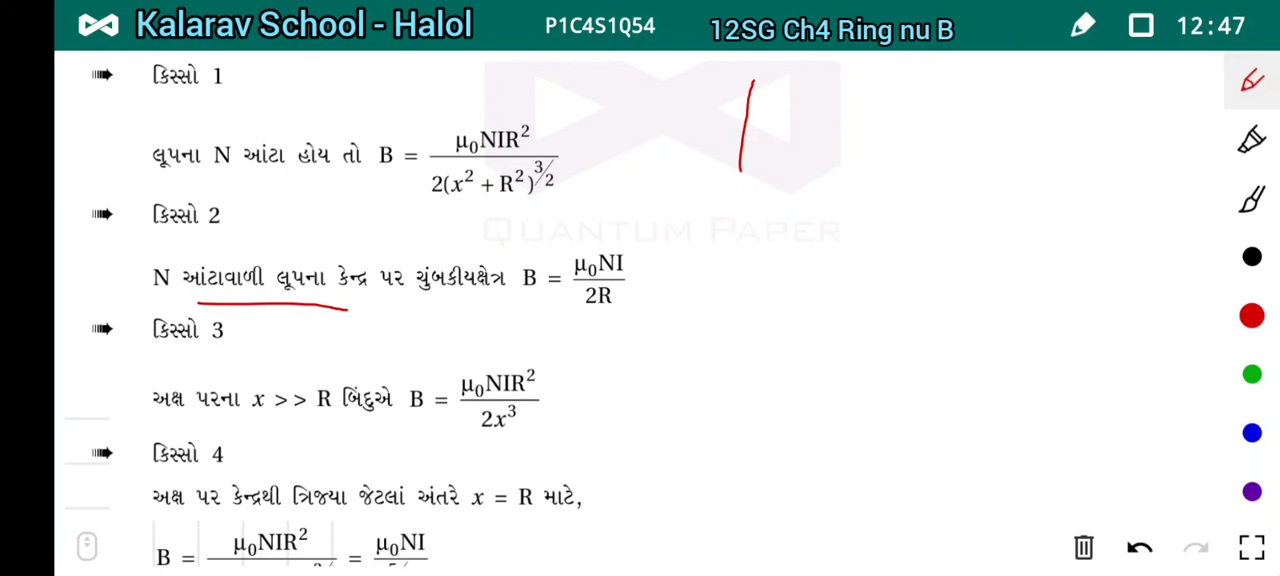 Kalarav School - Halol P1C4S1Q54 12SG Ch4 Ring nu B 12:47
કિસ્સો 1
લૂપના N આંટા હોય તો B = μ₀NIR² / 2(x² + R²)^3/2
QUANTUM PAPER
કિસ્સો 2
N આંટાવાળી લૂપના કેન્દ્ર પર ચુંબકીયક્ષેત્ર B = μ₀NI / 2R
કિસ્સો 3
અક્ષ પરના x >> R બિંદુએ B = μ₀NIR² / 2x³
કિસ્સો 4
અક્ષ પર કેન્દ્રથી ત્રિજ્યા જેટલાં અંતરે x = R માટે,
B = μ₀NIR² = μ₀NI